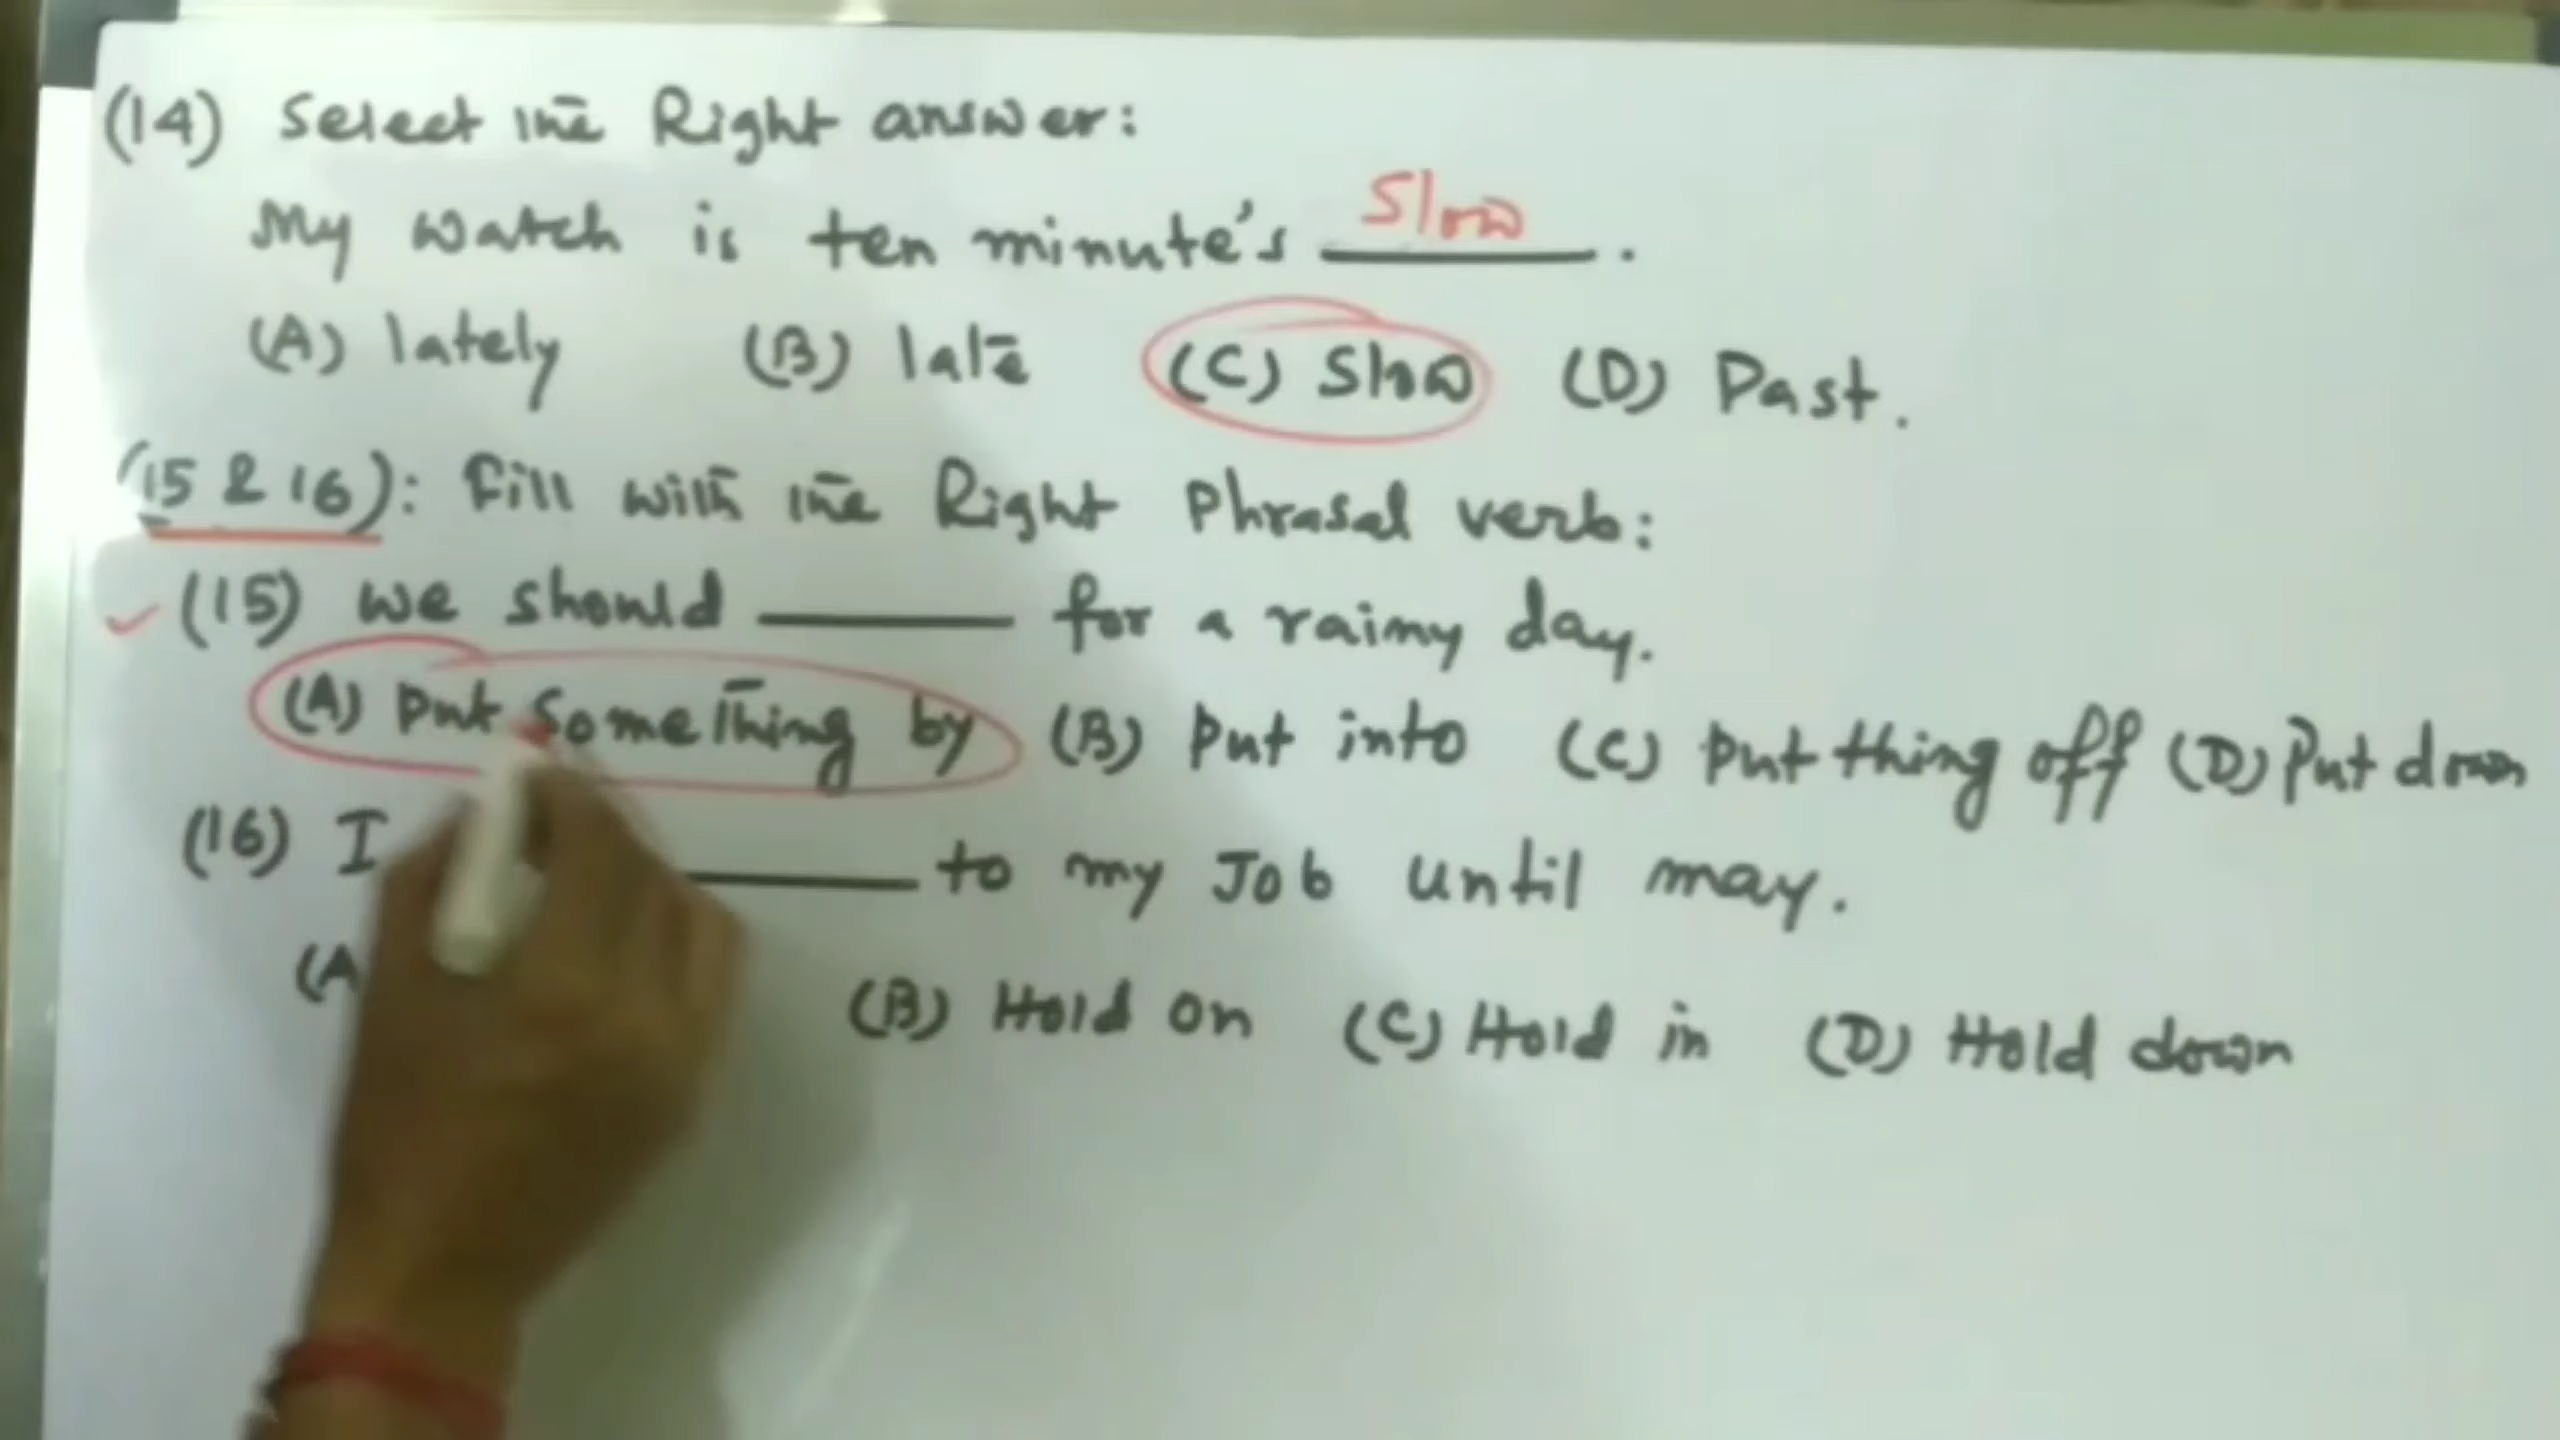 (14) Select the Right answer:
Slow
My watch is ten minute's ______ .
(A) lately (B) late (C) Slow (D) Past.
(15 & 16): Fill with the Right Phrasal verb:
(15) We should ______ for a rainy day.
(A) Put Something by (B) Put into (C) Put thing off (D) Put down
(16) I ______ to my Job until may.
(A (B) Hold on (C) Hold in (D) Hold down